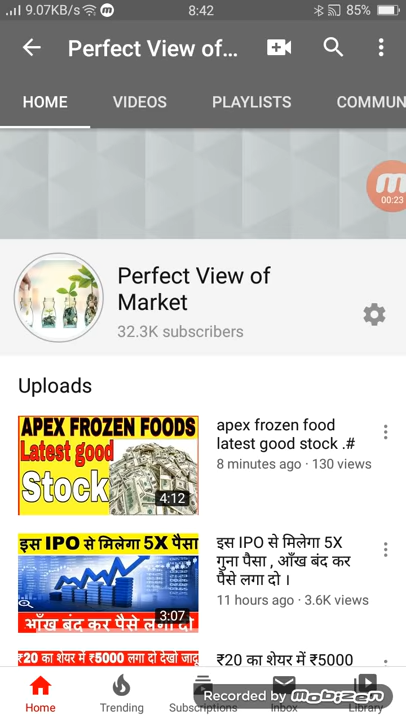 9.07KB/s 8:42 85%
Perfect View of...
HOME VIDEOS PLAYLISTS COMMUN
00:23
Perfect View of
Market
32.3K subscribers
Uploads
APEX FROZEN FOODS
Latest good
Stock
4:12
apex frozen food
latest good stock .#
8 minutes ago · 130 views
इस IPO से मिलेगा 5X पैसा
आँख बंद कर पैसे लगा दो
3:07
इस IPO से मिलेगा 5X
गुना पैसा , आँख बंद कर
पैसे लगा दो ।
11 hours ago · 3.6K views
₹20 का शेयर में ₹5000 लगा दो देखो जादू
₹20 का शेयर में ₹5000
Recorded by mobizen
Home Trending Subscriptions Inbox Library